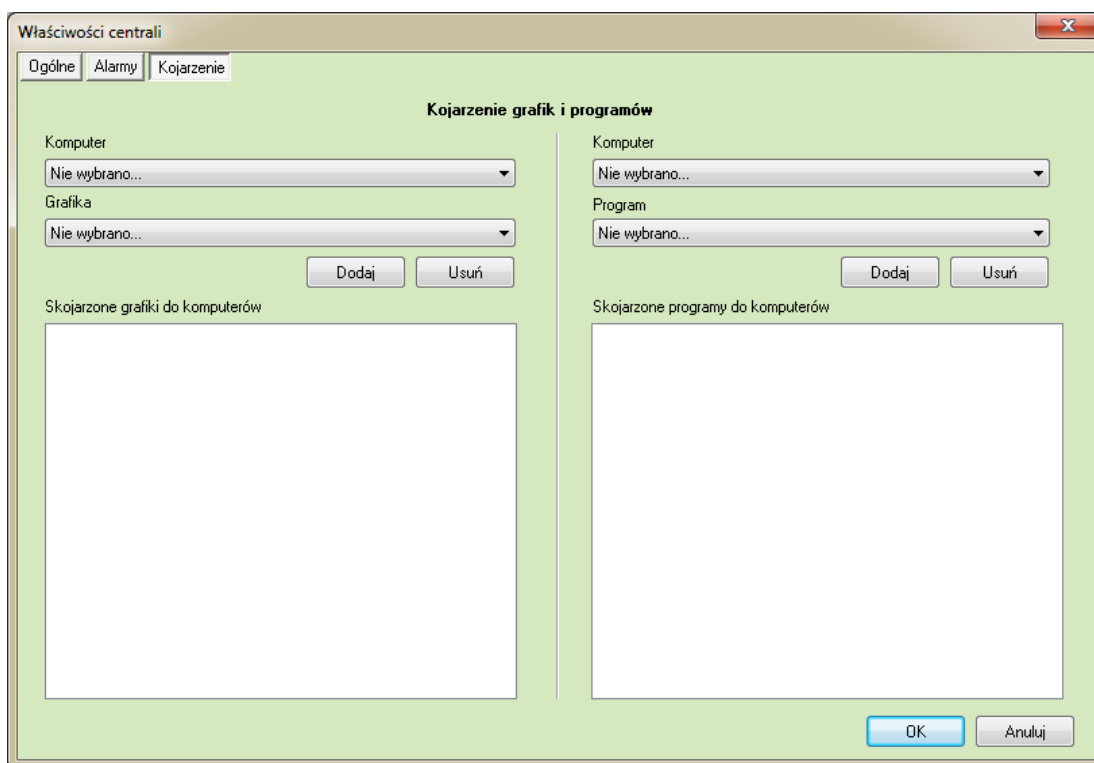 Właściwości centrali
Ogólne Alarmy Kojarzenie
Kojarzenie grafik i programów
Komputer
Nie wybrano...
Grafika
Nie wybrano...
Dodaj Usuń
Skojarzone grafiki do komputerów
Komputer
Nie wybrano...
Program
Nie wybrano...
Dodaj Usuń
Skojarzone programy do komputerów
OK Anuluj